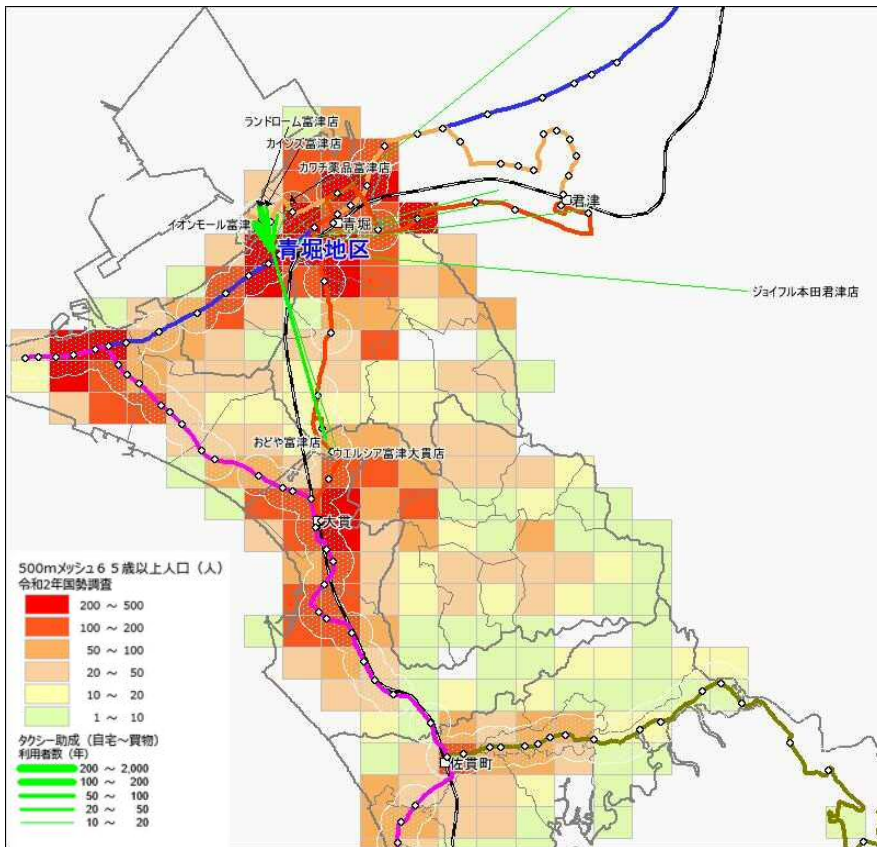 ランドローム富津店
カインズ富津店
カワチ薬品富津店
イオンモール富津
青堀
君津
青堀地区
ジョイフル本田君津店
おどや富津店
ウエルシア富津大貫店
大貫
佐貫町
500mメッシュ65歳以上人口(人)
令和2年国勢調査
200 ~ 500
100 ~ 200
50 ~ 100
20 ~ 50
10 ~ 20
1 ~ 10
タクシー助成(自宅~買物)
利用者数(年)
200 ~ 2,000
100 ~ 200
50 ~ 100
20 ~ 50
10 ~ 20